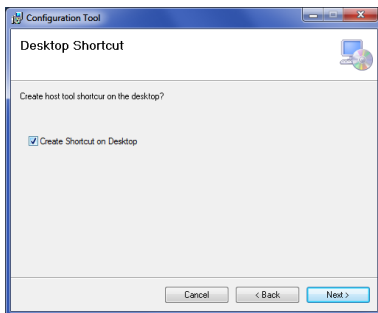 Configuration Tool
Desktop Shortcut
Create host tool shortcur on the desktop?
Create Shortcut on Desktop
Cancel
< Back
Next >